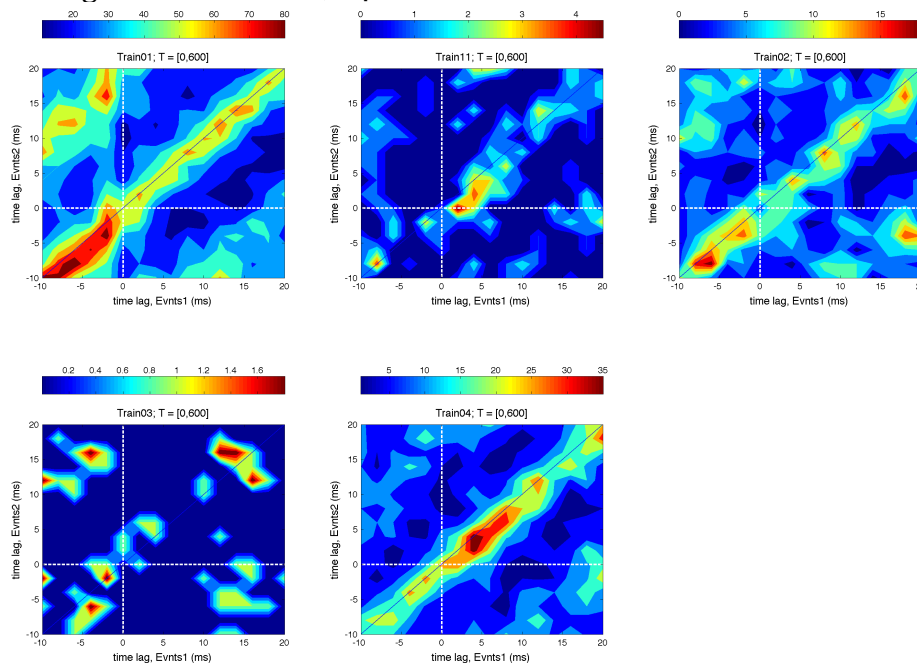 20 40 60 80
0 1 2 3 4
0 5 10 15
Train01; T = [0,600]
Train11; T = [0,600]
Train02; T = [0,600]
20
15
10
5
0
-5
-10
time lag, Evnts2 (ms)
-10 -5 0 5 10 15 20
time lag, Evnts1 (ms)
20
15
10
5
0
-5
-10
time lag, Evnts2 (ms)
-10 -5 0 5 10 15 20
time lag, Evnts1 (ms)
20
15
10
5
0
-5
-10
time lag, Evnts2 (ms)
-10 -5 0 5 10 15
time lag, Evnts1 (ms)
0.2 0.4 0.6 0.8 1 1.2 1.4 1.6
5 10 15 20 25 30 35
Train03; T = [0,600]
Train04; T = [0,600]
20
15
10
5
0
-5
-10
time lag, Evnts2 (ms)
-10 -5 0 5 10 15 20
time lag, Evnts1 (ms)
20
15
10
5
0
-5
-10
time lag, Evnts2 (ms)
-10 -5 0 5 10 15 20
time lag, Evnts1 (ms)